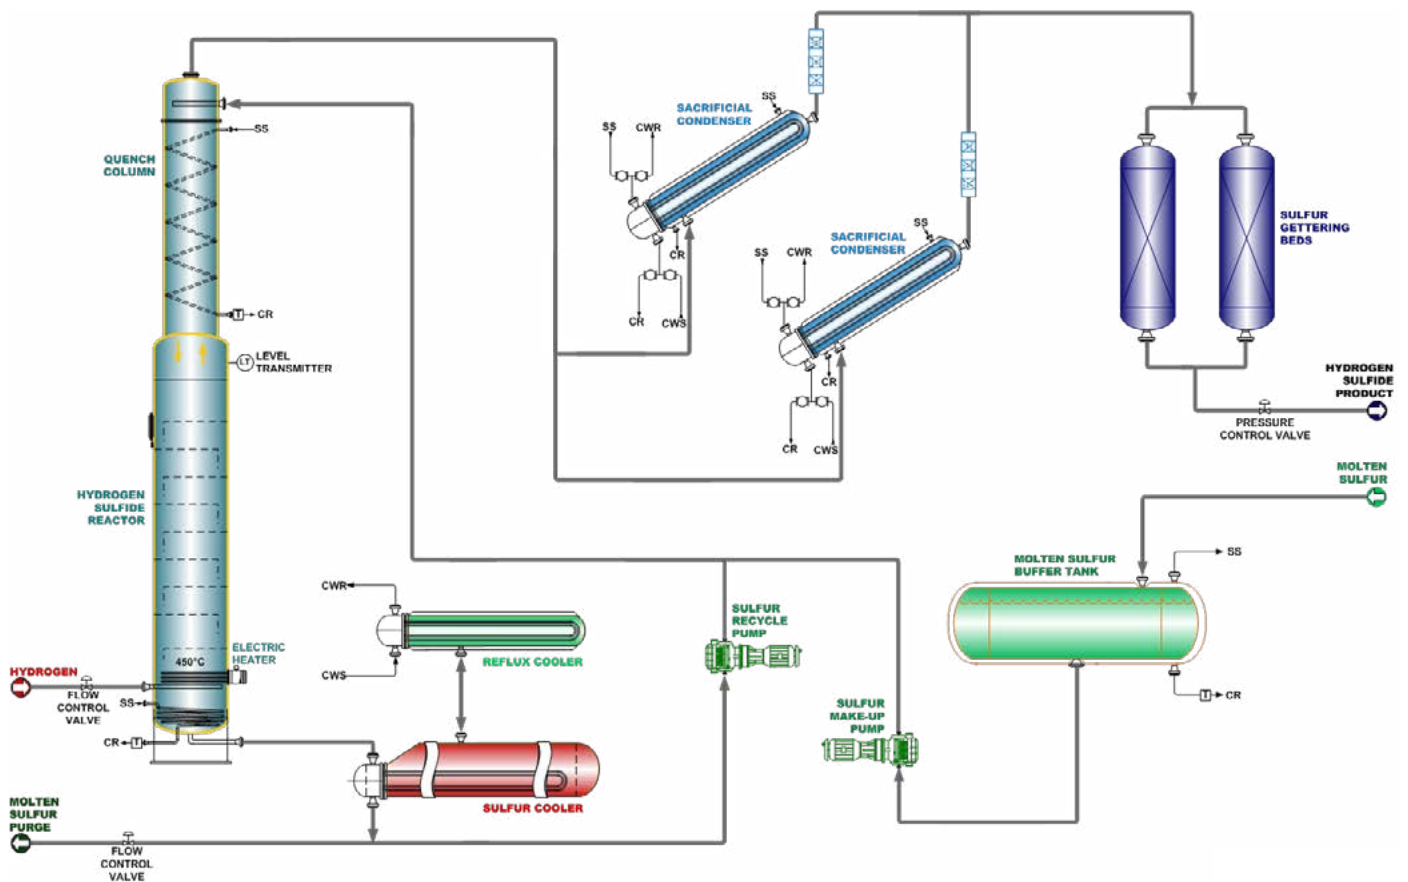 SS
SACRIFICIAL
CONDENSER
SS
CWR
SS
QUENCH
COLUMN
SS
SACRIFICIAL
CONDENSER
SULFUR
GETTERING
BEDS
CR
SS
CWR
CR
T
CR
CWS
LT
LEVEL
TRANSMITTER
CR
HYDROGEN
SULFIDE
PRODUCT
PRESSURE
CONTROL VALVE
CR
CWS
MOLTEN
SULFUR
HYDROGEN
SULFIDE
REACTOR
SS
MOLTEN SULFUR
BUFFER TANK
CWR
SULFUR
RECYCLE
PUMP
ELECTRIC
HEATER
450°C
REFLUX COOLER
HYDROGEN
CWS
FLOW
CONTROL
VALVE
SS
T
CR
SULFUR
MAKE-UP
PUMP
CR
T
SULFUR COOLER
MOLTEN
SULFUR
PURGE
FLOW
CONTROL
VALVE